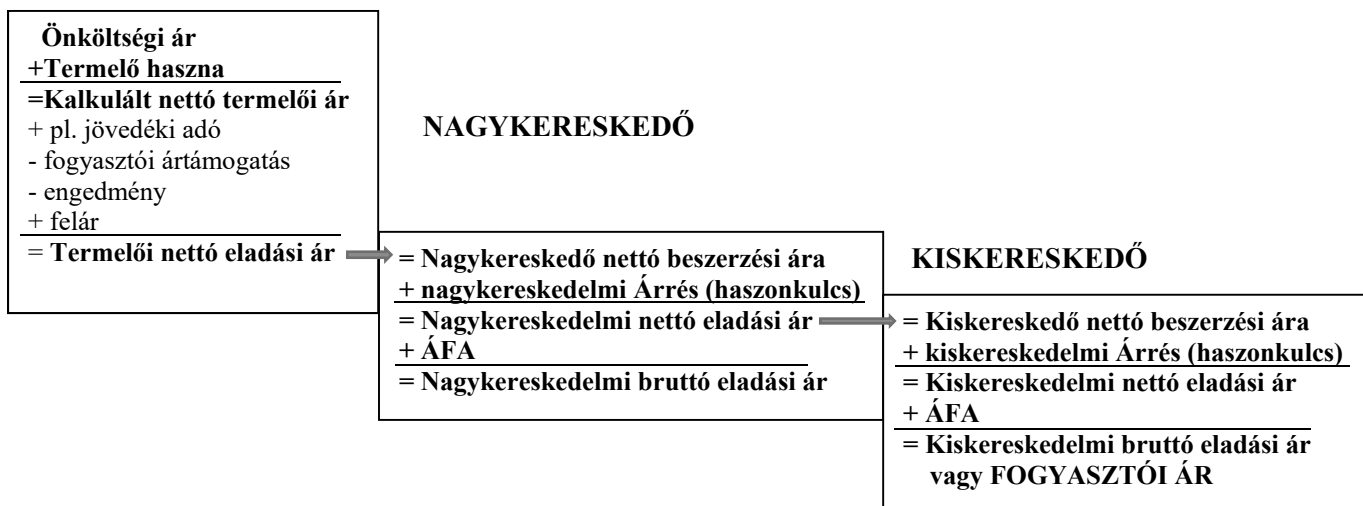 Önköltségi ár
+Termelő haszna
=Kalkulált nettó termelői ár
+ pl. jövedéki adó
- fogyasztói ártámogatás
- engedmény
+ felár
= Termelői nettó eladási ár
NAGYKERESKEDŐ
= Nagykereskedő nettó beszerzési ára
+ nagykereskedelmi Árrés (haszonkulcs)
= Nagykereskedelmi nettó eladási ár
+ ÁFA
= Nagykereskedelmi bruttó eladási ár
KISKERESKEDŐ
= Kiskereskedő nettó beszerzési ára
+ kiskereskedelmi Árrés (haszonkulcs)
= Kiskereskedelmi nettó eladási ár
+ ÁFA
= Kiskereskedelmi bruttó eladási ár
vagy FOGYASZTÓI ÁR